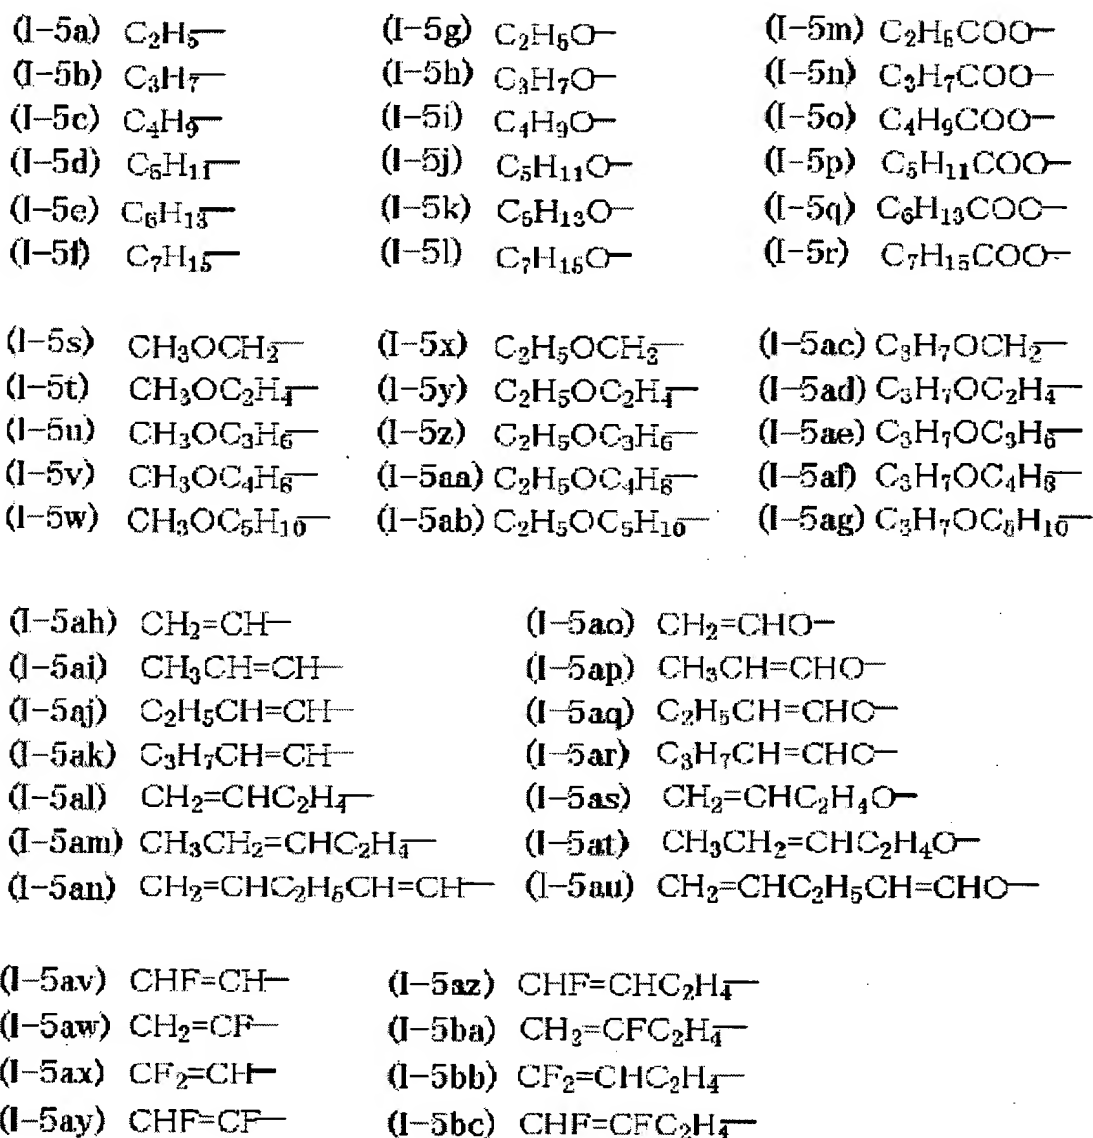 (I-5a) C₂H₅— (I-5g) C₂H₅O— (I-5m) C₂H₅COO—
(I-5b) C₃H₇— (I-5h) C₃H₇O— (I-5n) C₃H₇COO—
(I-5c) C₄H₉— (I-5i) C₄H₉O— (I-5o) C₄H₉COO—
(I-5d) C₅H₁₁— (I-5j) C₅H₁₁O— (I-5p) C₅H₁₁COO—
(I-5e) C₆H₁₃— (I-5k) C₆H₁₃O— (I-5q) C₆H₁₃COO—
(I-5f) C₇H₁₅— (I-5l) C₇H₁₅O— (I-5r) C₇H₁₅COO—
(I-5s) CH₃OCH₂— (I-5x) C₂H₅OCH₂— (I-5ac) C₃H₇OCH₂—
(I-5t) CH₃OC₂H₄— (I-5y) C₂H₅OC₂H₄— (I-5ad) C₃H₇OC₂H₄—
(I-5u) CH₃OC₃H₆— (I-5z) C₂H₅OC₃H₆— (I-5ae) C₃H₇OC₃H₆—
(I-5v) CH₃OC₄H₈— (I-5aa) C₂H₅OC₄H₈— (I-5af) C₃H₇OC₄H₈—
(I-5w) CH₃OC₅H₁₀— (I-5ab) C₂H₅OC₅H₁₀— (I-5ag) C₃H₇OC₅H₁₀—
(I-5ah) CH₂=CH— (I-5ao) CH₂=CHO—
(I-5ai) CH₃CH=CH— (I-5ap) CH₃CH=CHO—
(I-5aj) C₂H₅CH=CH— (I-5aq) C₂H₅CH=CHO—
(I-5ak) C₃H₇CH=CH— (I-5ar) C₃H₇CH=CHO—
(I-5al) CH₂=CHC₂H₄— (I-5as) CH₂=CHC₂H₄O—
(I-5am) CH₃CH₂=CHC₂H₄— (I-5at) CH₃CH₂=CHC₂H₄O—
(I-5an) CH₂=CHC₂H₅CH=CH— (I-5au) CH₂=CHC₂H₅CH=CHO—
(I-5av) CHF=CH— (I-5az) CHF=CHC₂H₄—
(I-5aw) CH₂=CF— (I-5ba) CH₂=CFC₂H₄—
(I-5ax) CF₂=CH— (I-5bb) CF₂=CHC₂H₄—
(I-5ay) CHF=CF— (I-5bc) CHF=CFC₂H₄—